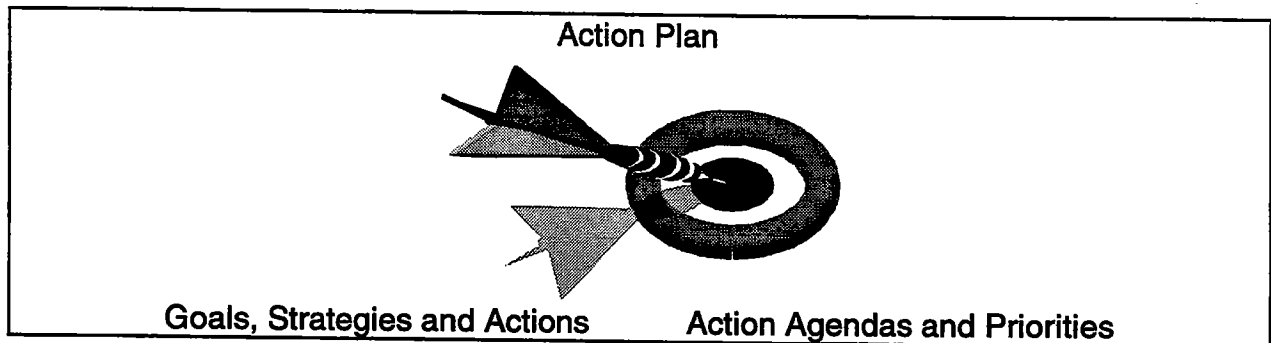 Action Plan
Goals, Strategies and Actions Action Agendas and Priorities